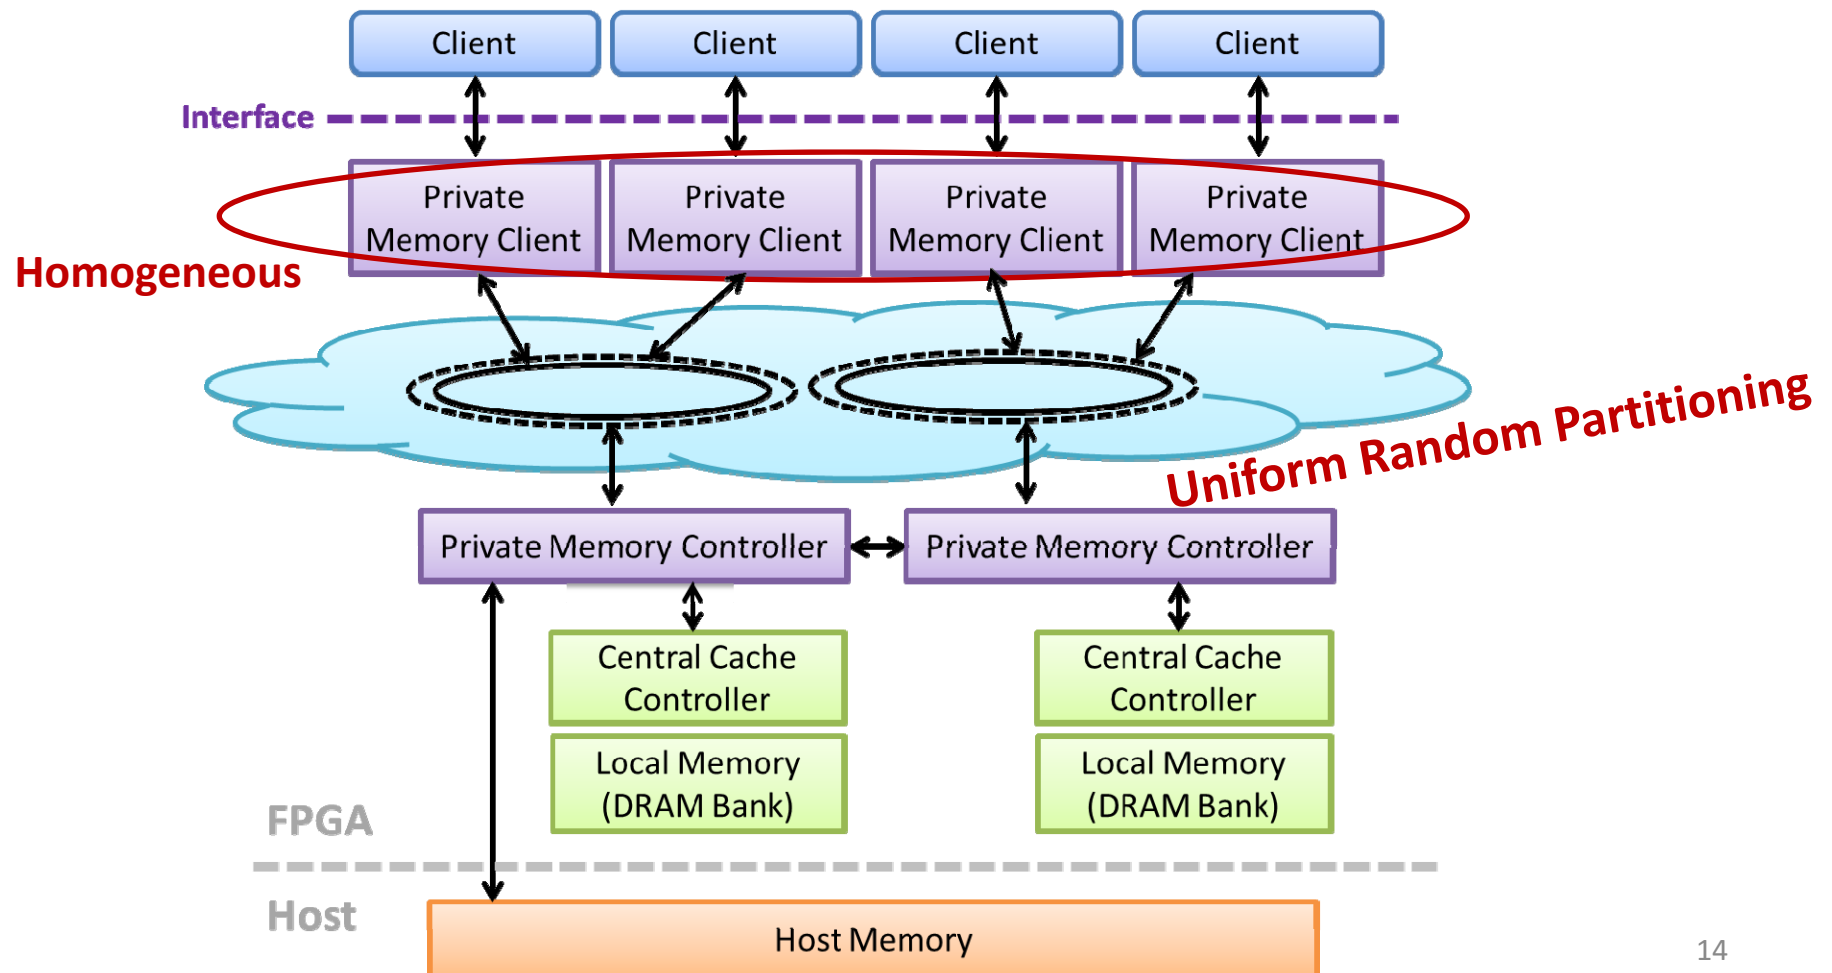 Client
Client
Client
Client
Interface
Private
Memory Client
Private
Memory Client
Private
Memory Client
Private
Memory Client
Homogeneous
Uniform Random Partitioning
Private Memory Controller
Private Memory Controller
Central Cache
Controller
Central Cache
Controller
Local Memory
(DRAM Bank)
Local Memory
(DRAM Bank)
FPGA
Host
Host Memory
14